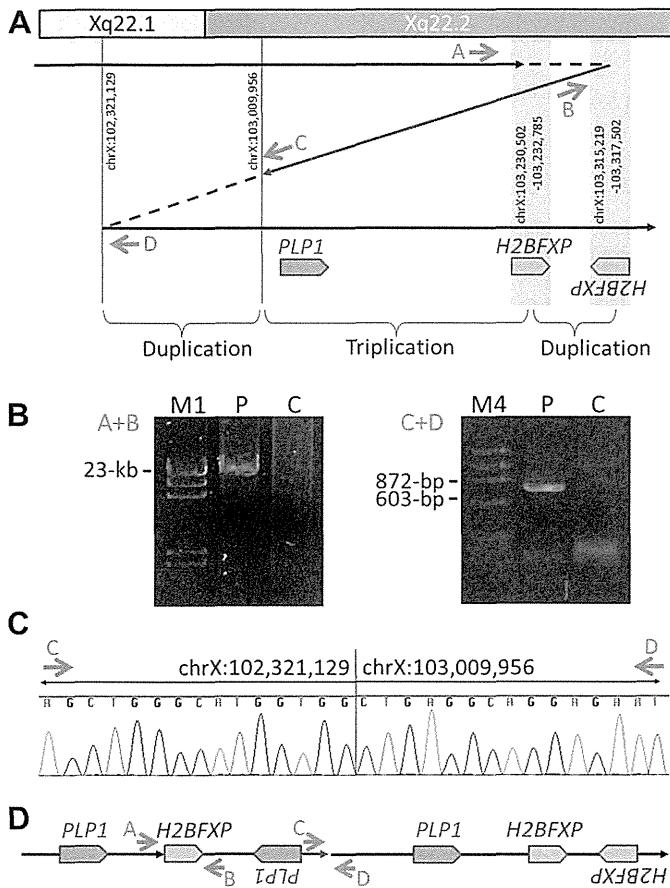 A
Xq22.1 Xq22.2
A
B
C
D
chrX:102,321,129
chrX:103,009,956
chrX:103,230,502
-103,232,785
chrX:103,315,219
-103,317,502
PLP1 H2BFXP H2BFXP
Duplication Triplication Duplication
B
A+B M1 P C
23-kb
C+D M4 P C
872-bp
603-bp
C
C D
chrX:102,321,129 chrX:103,009,956
A G C T G G G C A T G G T G G C T G A G G C A G G A G A A T
D
PLP1 A H2BFXP B PLP1 C D PLP1 H2BFXP H2BFXP